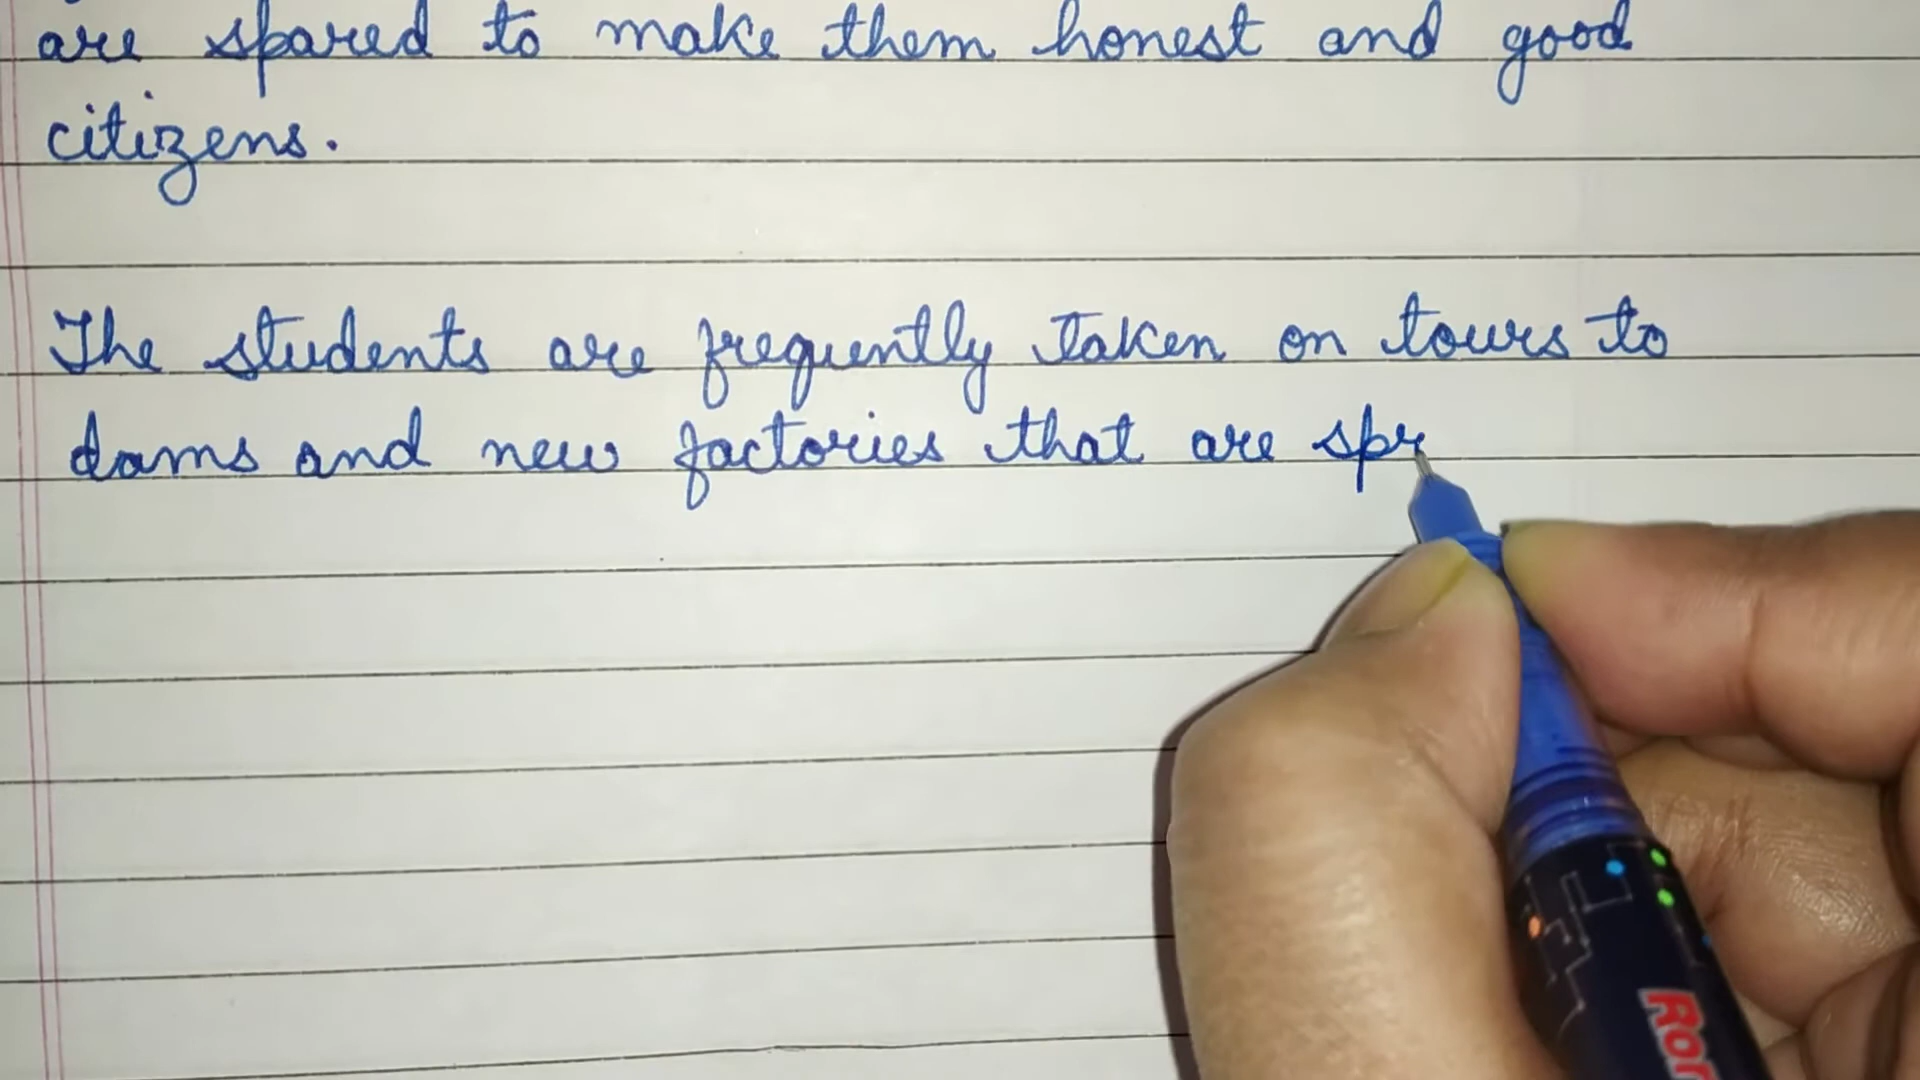 are spared to make them honest and good
citizens.
The students are frequently taken on tours to
dams and new factories that are spr
Ror